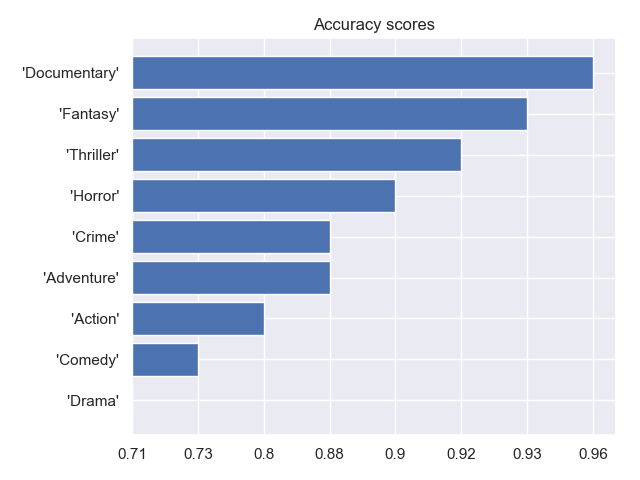 Accuracy scores
'Documentary'
'Fantasy'
'Thriller'
'Horror'
'Crime'
'Adventure'
'Action'
'Comedy'
'Drama'
0.71 0.73 0.8 0.88 0.9 0.92 0.93 0.96